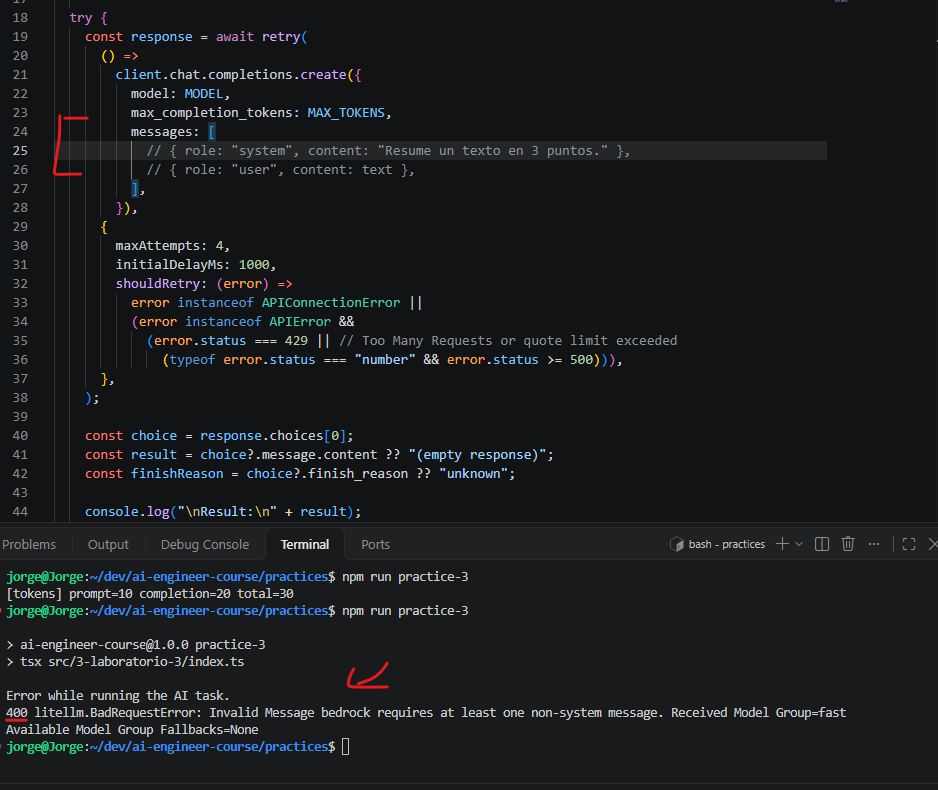 17
18 try {
19 const response = await retry(
20 () =>
21 client.chat.completions.create({
22 model: MODEL,
23 max_completion_tokens: MAX_TOKENS,
24 messages: [
25 // { role: "system", content: "Resume un texto en 3 puntos." },
26 // { role: "user", content: text },
27 ],
28 }),
29 {
30 maxAttempts: 4,
31 initialDelayMs: 1000,
32 shouldRetry: (error) =>
33 error instanceof APIConnectionError ||
34 (error instanceof APIError &&
35 (error.status === 429 || // Too Many Requests or quote limit exceeded
36 (typeof error.status === "number" && error.status >= 500))),
37 },
38 );
39
40 const choice = response.choices[0];
41 const result = choice?.message.content ?? "(empty response)";
42 const finishReason = choice?.finish_reason ?? "unknown";
43
44 console.log("\nResult:\n" + result);
Problems Output Debug Console Terminal Ports bash - practices
jorge@Jorge:~/dev/ai-engineer-course/practices$ npm run practice-3
[tokens] prompt=10 completion=20 total=30
jorge@Jorge:~/dev/ai-engineer-course/practices$ npm run practice-3
> ai-engineer-course@1.0.0 practice-3
> tsx src/3-laboratorio-3/index.ts
Error while running the AI task.
400 litellm.BadRequestError: Invalid Message bedrock requires at least one non-system message. Received Model Group=fast
Available Model Group Fallbacks=None
jorge@Jorge:~/dev/ai-engineer-course/practices$